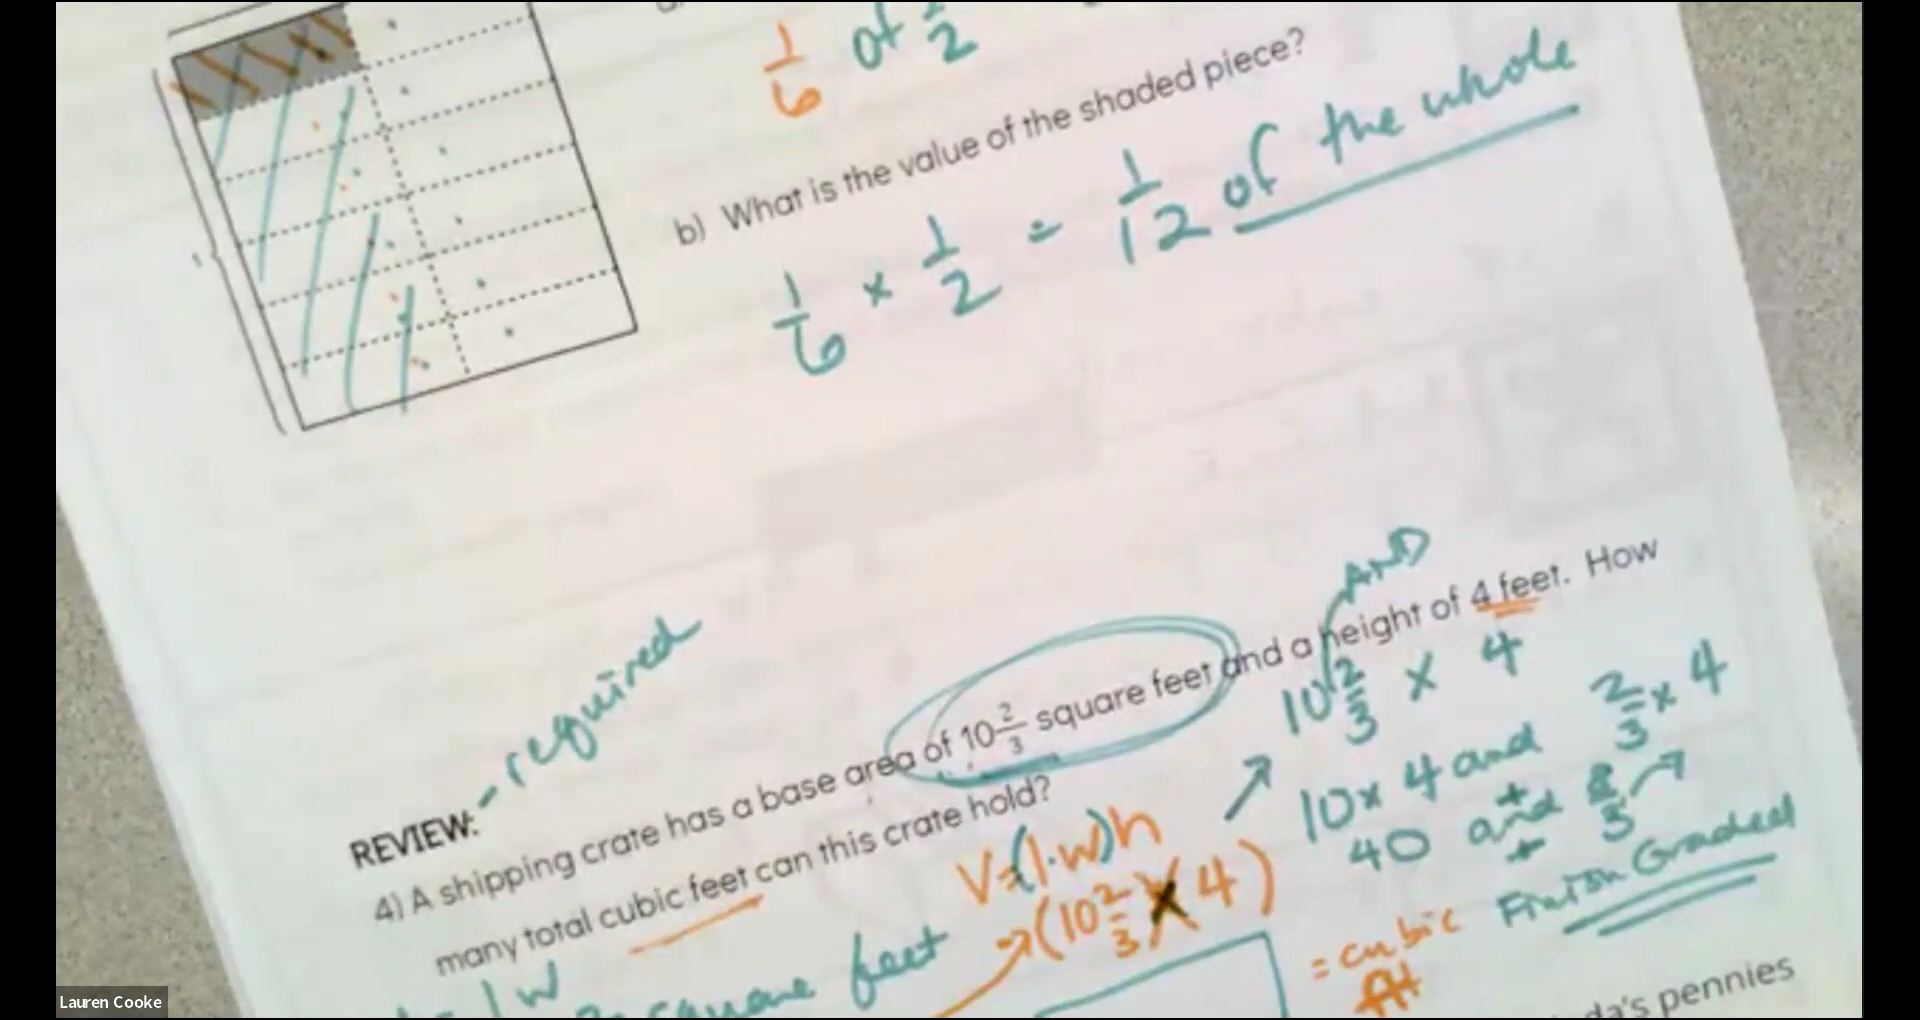 1/6 of 1/2
b) What is the value of the shaded piece?
1/6 x 1/2 = 1/12 of the whole
REVIEW: - required
4) A shipping crate has a base area of 10 2/3 square feet and a height of 4 feet. How
many total cubic feet can this crate hold?
AND
10 2/3 x 4
10 x 4 and 2/3 x 4
40 and 8/3
+ +
Finish Graded
V=(l·w)h
→(10 2/3 x 4)
= cubic
ft
l w
square feet
pennies
Lauren Cooke